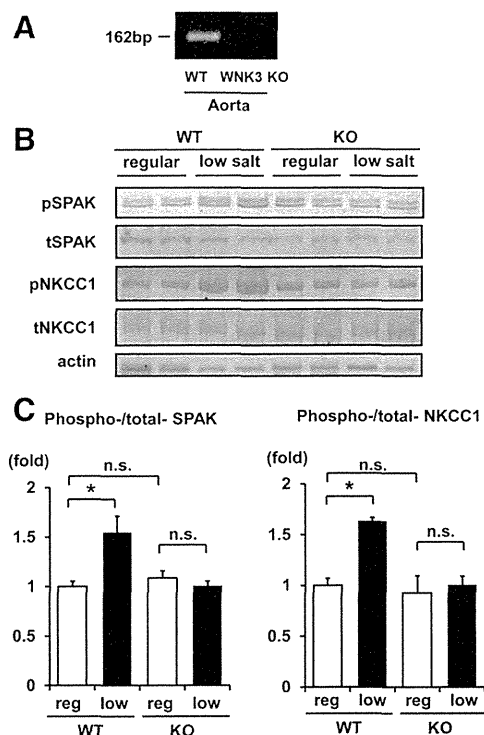 A
162bp
WT WNK3 KO
Aorta
B
WT KO
regular low salt regular low salt
pSPAK
tSPAK
pNKCC1
tNKCC1
actin
C
Phospho-/total- SPAK
(fold)
n.s.
*
n.s.
2
1.5
1
0.5
0
reg low reg low
WT KO
Phospho-/total- NKCC1
(fold)
n.s.
*
n.s.
2
1.5
1
0.5
0
reg low reg low
WT KO